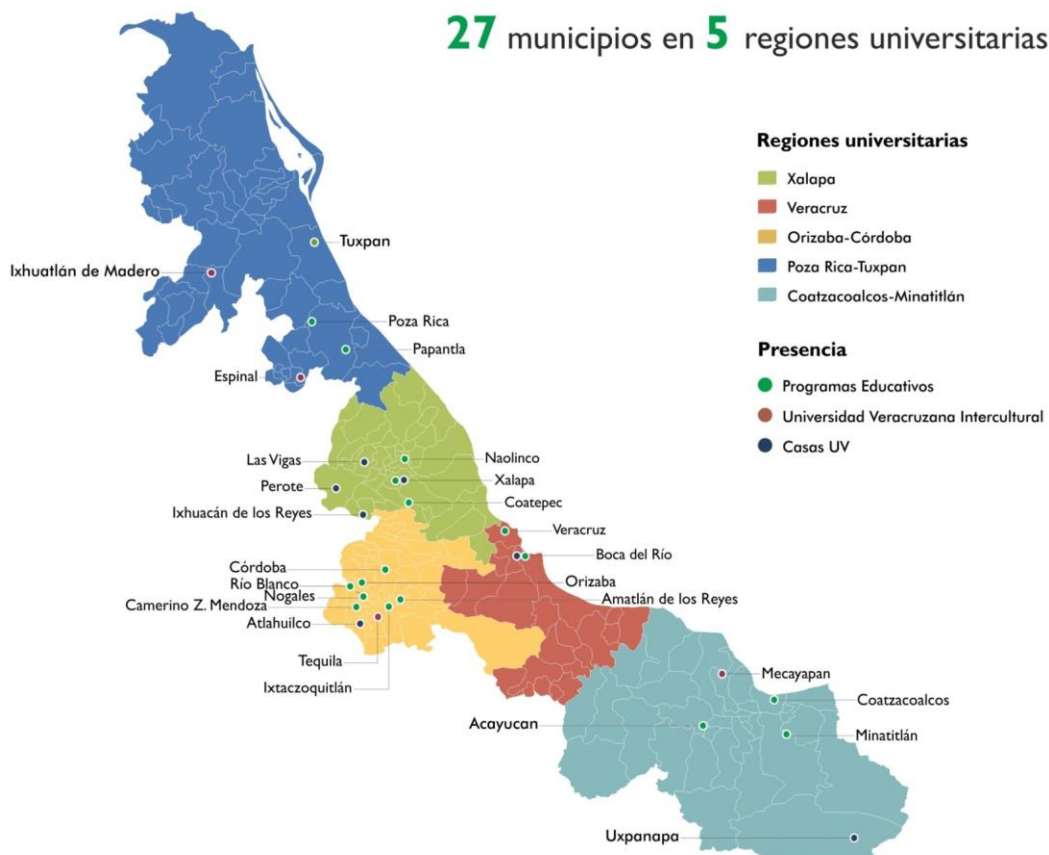 27 municipios en 5 regiones universitarias
Regiones universitarias
Xalapa
Veracruz
Orizaba-Córdoba
Poza Rica-Tuxpan
Coatzacoalcos-Minatitlán
Presencia
Programas Educativos
Universidad Veracruzana Intercultural
Casas UV
Tuxpan
Ixhuatlán de Madero
Poza Rica
Papantla
Espinal
Las Vigas
Naolinco
Perote
Xalapa
Ixhuacán de los Reyes
Coatepec
Veracruz
Boca del Río
Córdoba
Río Blanco
Orizaba
Nogales
Amatlán de los Reyes
Camerino Z. Mendoza
Atlahuilco
Tequila
Ixtaczoquitlán
Mecayapan
Coatzacoalcos
Acayucan
Minatitlán
Uxpanapa